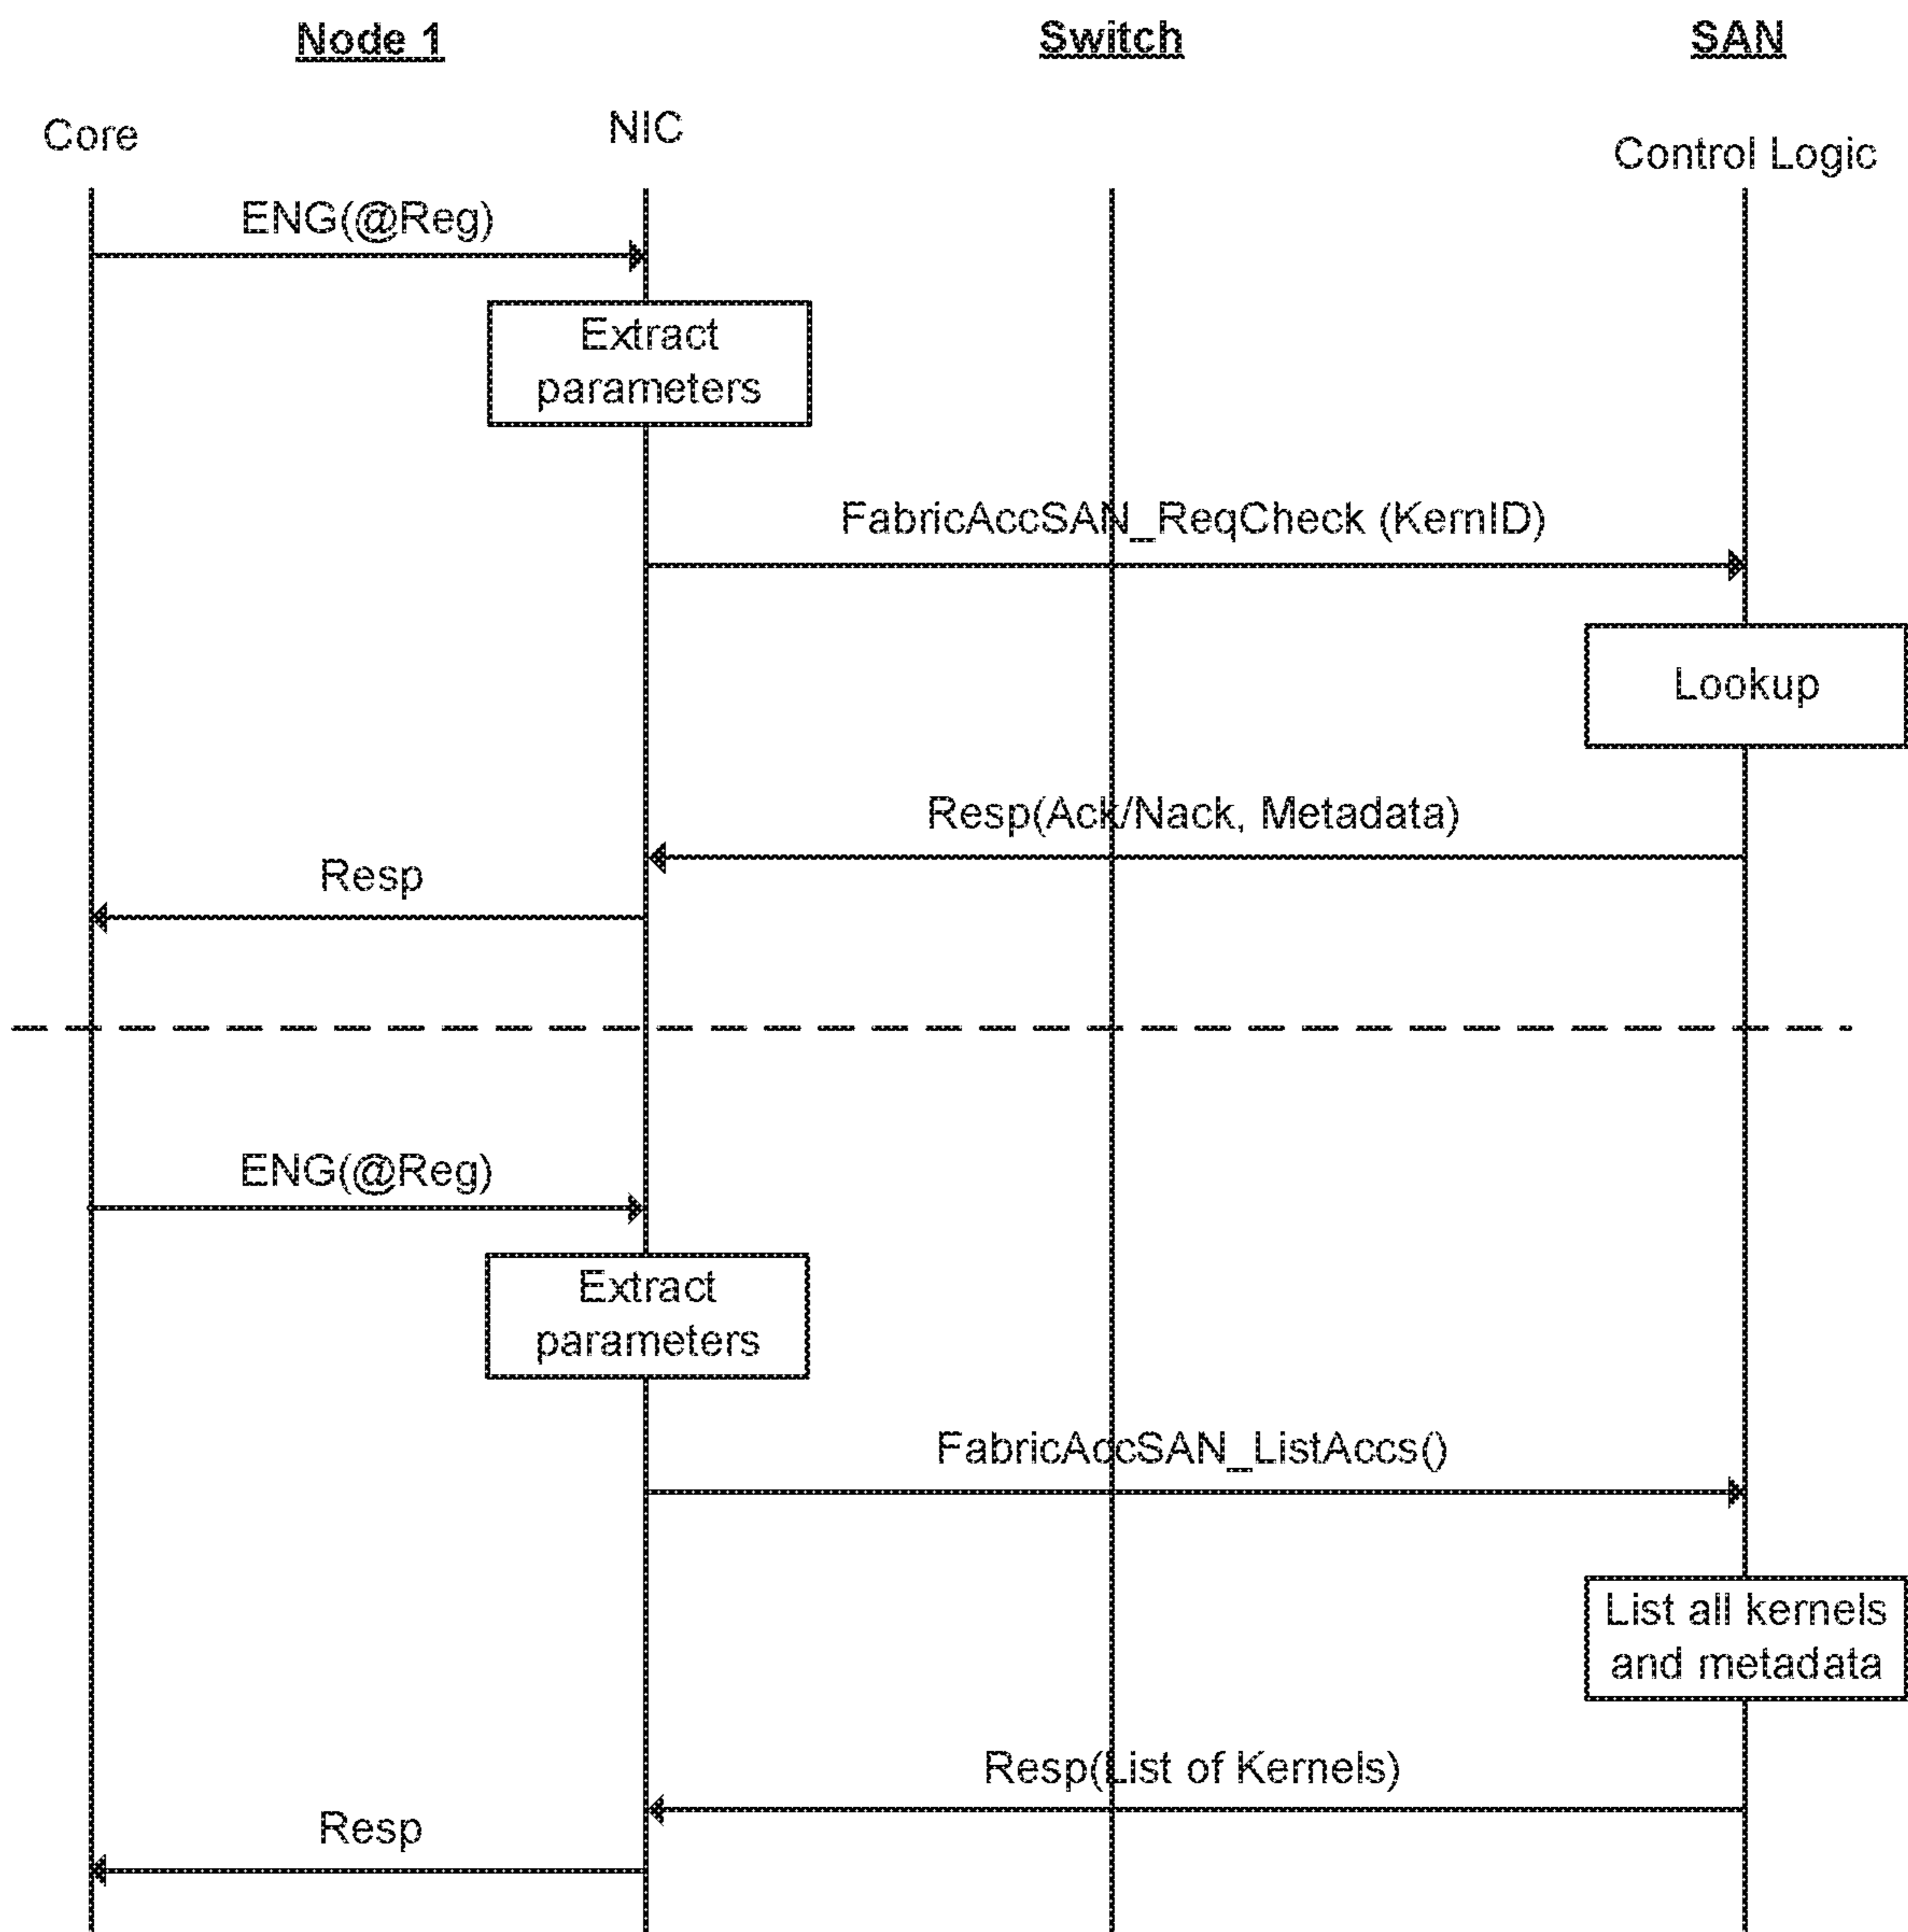 Node 1
Switch
SAN
Core
NIC
Control Logic
ENG(@Reg)
Extract
parameters
FabricAccSAN_ReqCheck (KernID)
Lookup
Resp(Ack/Nack, Metadata)
Resp
ENG(@Reg)
Extract
parameters
FabricAccSAN_ListAccs()
List all kernels
and metadata
Resp(List of Kernels)
Resp